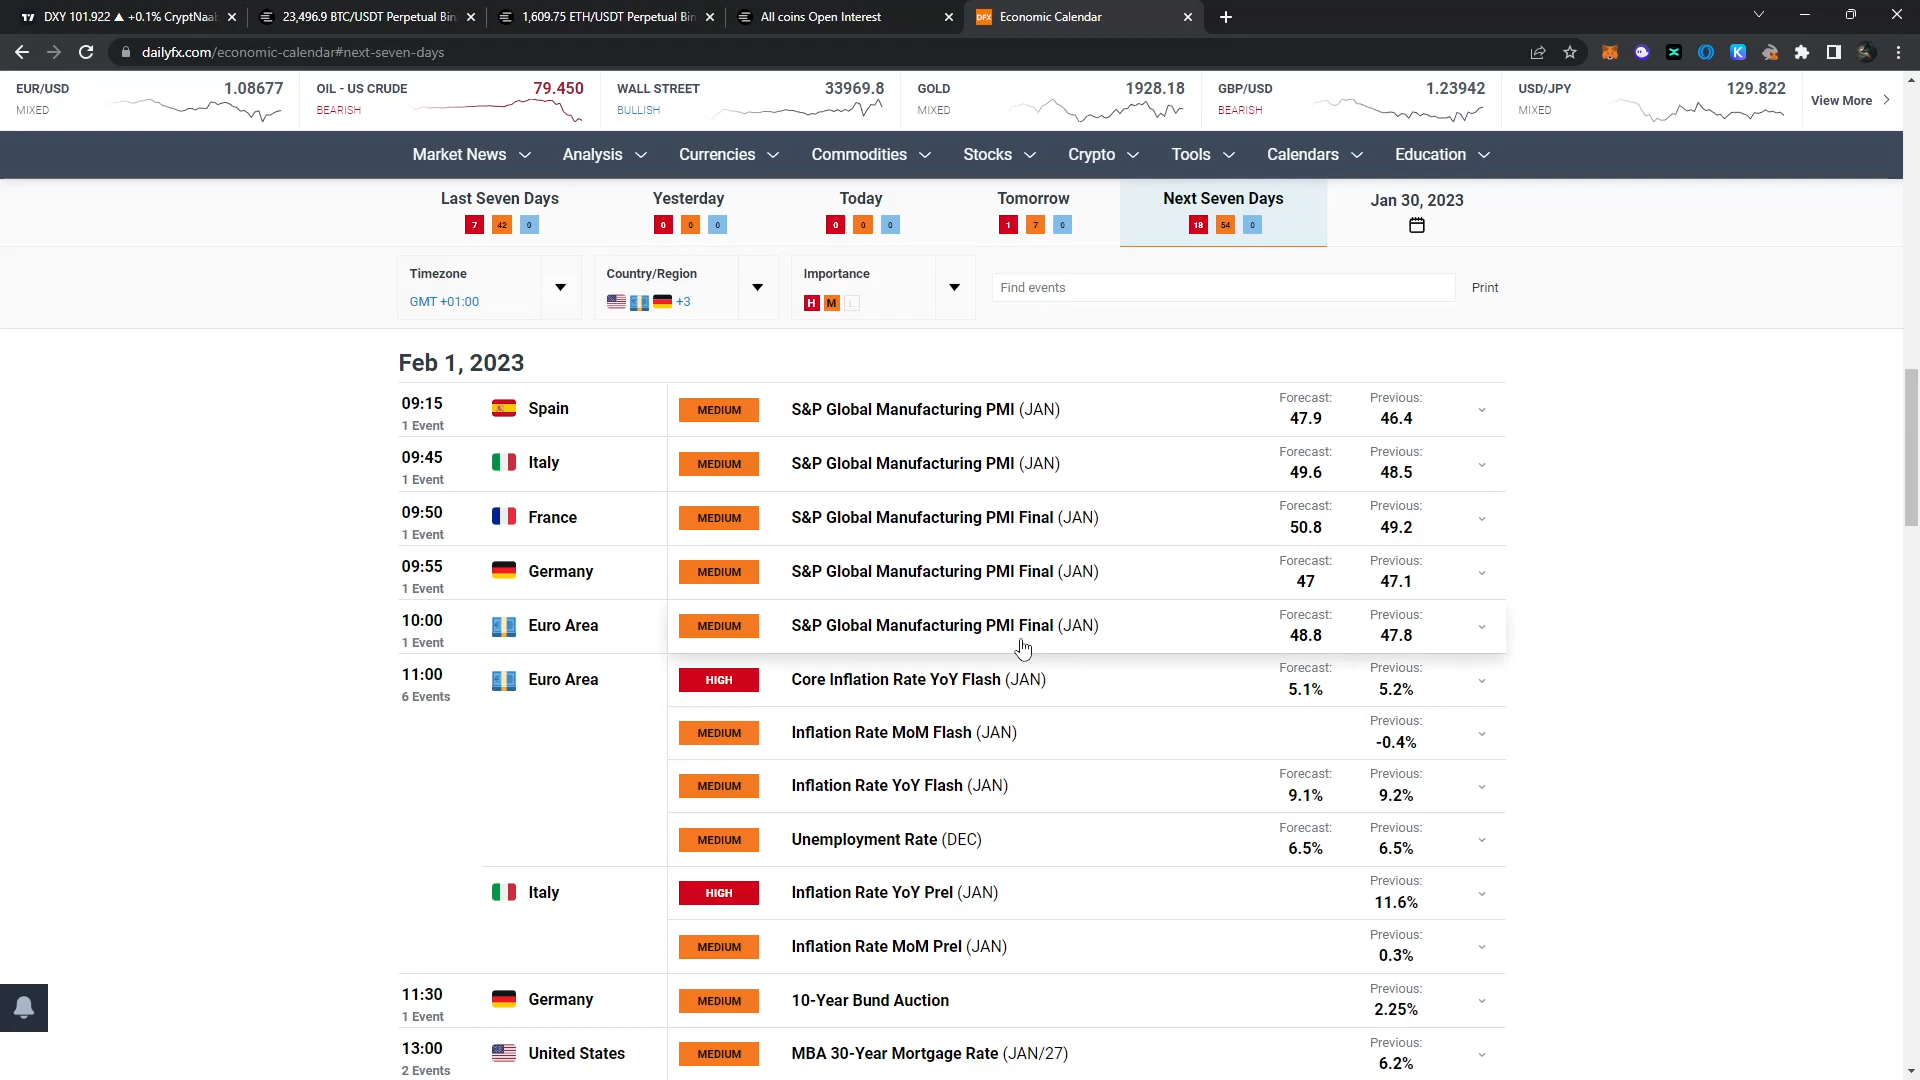 DXY 101.922 ▲ +0.1% CryptNaab
23,496.9 BTC/USDT Perpetual Bin
1,609.75 ETH/USDT Perpetual Bin
All coins Open Interest
DFX Economic Calendar
dailyfx.com/economic-calendar#next-seven-days
EUR/USD 1.08677
MIXED
OIL - US CRUDE 79.450
BEARISH
WALL STREET 33969.8
BULLISH
GOLD 1928.18
MIXED
GBP/USD 1.23942
BEARISH
USD/JPY 129.822
MIXED
View More
Market News Analysis Currencies Commodities Stocks Crypto Tools Calendars Education
Last Seven Days Yesterday Today Tomorrow Next Seven Days Jan 30, 2023
7 42 0 0 0 0 0 0 0 1 7 0 18 54 0
Timezone
GMT +01:00
Country/Region
+3
Importance
H M L
Find events
Print
Feb 1, 2023
09:15 Spain MEDIUM S&P Global Manufacturing PMI (JAN) Forecast: 47.9 Previous: 46.4
1 Event
09:45 Italy MEDIUM S&P Global Manufacturing PMI (JAN) Forecast: 49.6 Previous: 48.5
1 Event
09:50 France MEDIUM S&P Global Manufacturing PMI Final (JAN) Forecast: 50.8 Previous: 49.2
1 Event
09:55 Germany MEDIUM S&P Global Manufacturing PMI Final (JAN) Forecast: 47 Previous: 47.1
1 Event
10:00 Euro Area MEDIUM S&P Global Manufacturing PMI Final (JAN) Forecast: 48.8 Previous: 47.8
1 Event
11:00 Euro Area HIGH Core Inflation Rate YoY Flash (JAN) Forecast: 5.1% Previous: 5.2%
6 Events
MEDIUM Inflation Rate MoM Flash (JAN) Previous: -0.4%
MEDIUM Inflation Rate YoY Flash (JAN) Forecast: 9.1% Previous: 9.2%
MEDIUM Unemployment Rate (DEC) Forecast: 6.5% Previous: 6.5%
Italy HIGH Inflation Rate YoY Prel (JAN) Previous: 11.6%
MEDIUM Inflation Rate MoM Prel (JAN) Previous: 0.3%
11:30 Germany MEDIUM 10-Year Bund Auction Previous: 2.25%
1 Event
13:00 United States MEDIUM MBA 30-Year Mortgage Rate (JAN/27) Previous: 6.2%
2 Events